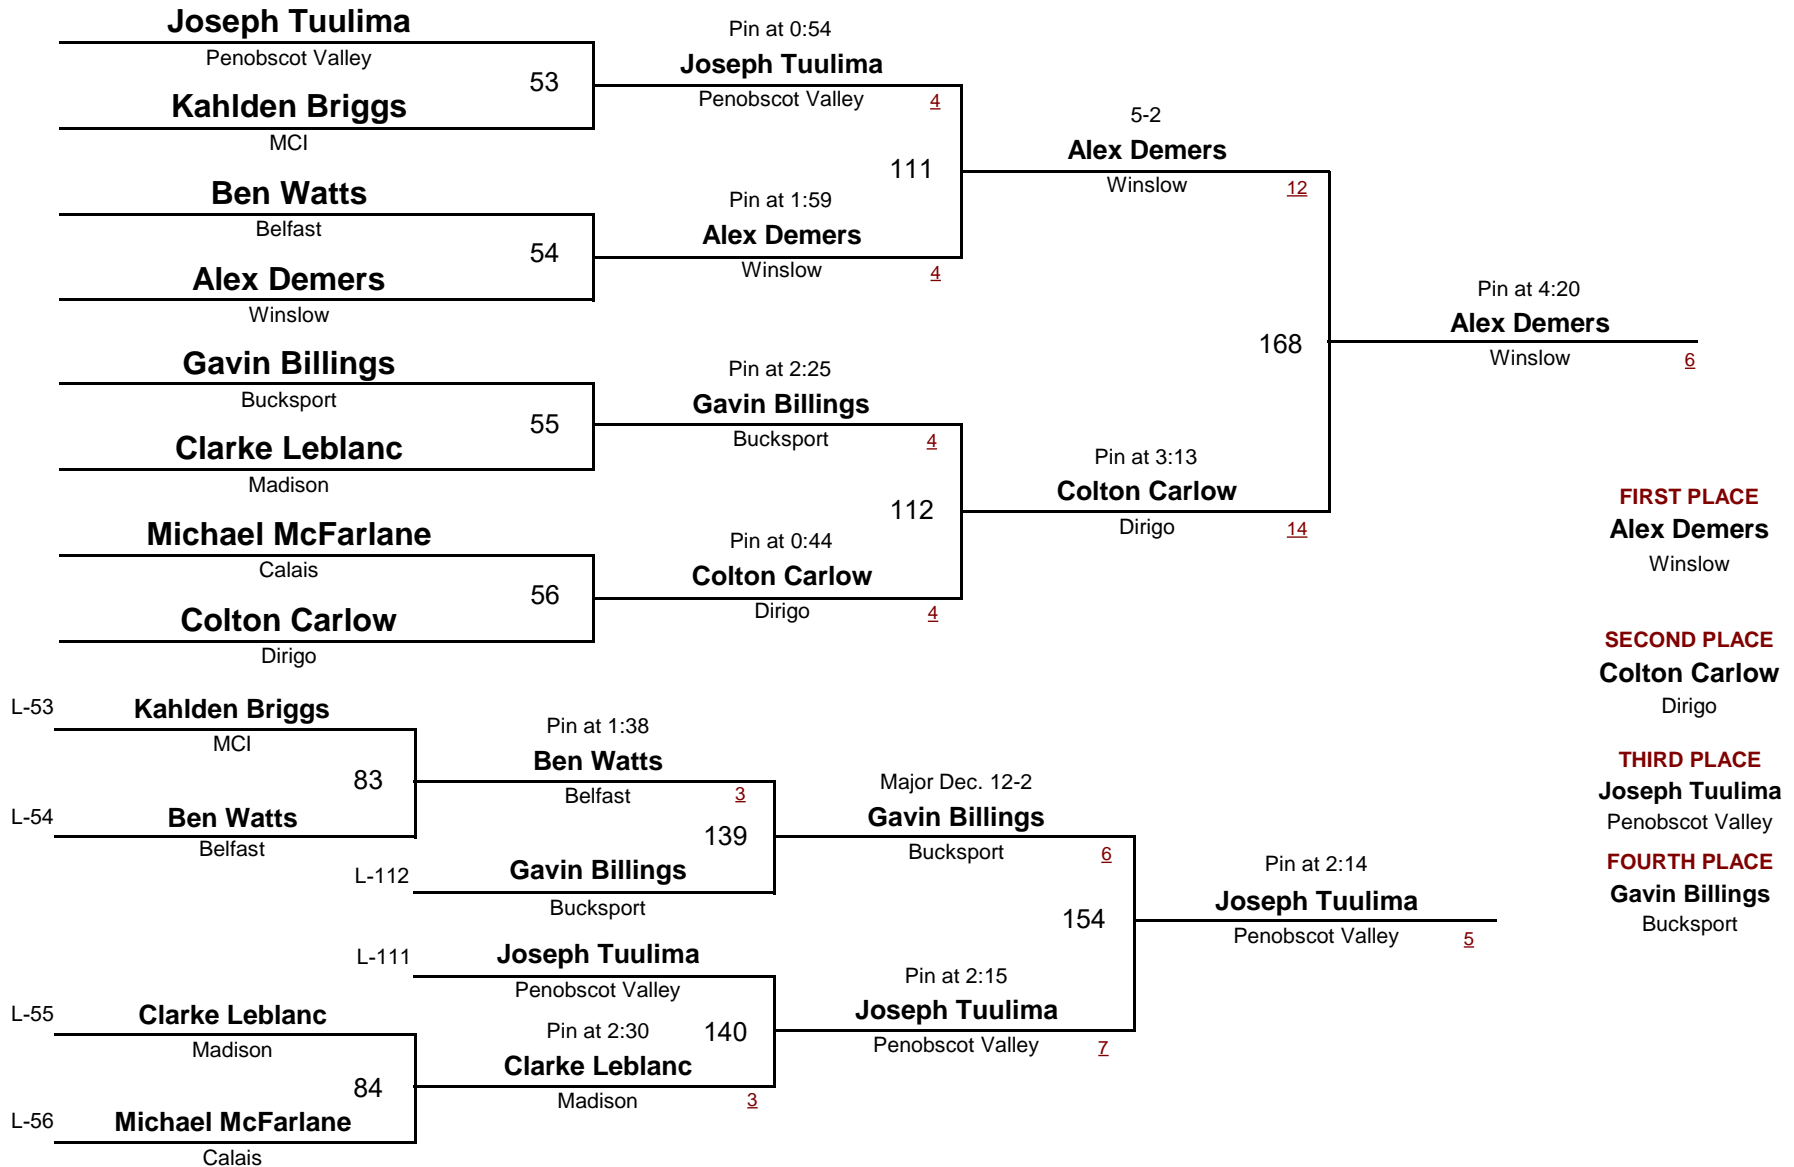 Joseph Tuulima
Penobscot Valley
53
Kahlden Briggs
MCI
Ben Watts
Belfast
54
Alex Demers
Winslow
Gavin Billings
Bucksport
55
Clarke Leblanc
Madison
Michael McFarlane
Calais
56
Colton Carlow
Dirigo
Pin at 0:54
Joseph Tuulima
Penobscot Valley
4
111
Pin at 1:59
Alex Demers
Winslow
4
Pin at 2:25
Gavin Billings
Bucksport
4
112
Pin at 0:44
Colton Carlow
Dirigo
4
5-2
Alex Demers
Winslow
12
168
Pin at 3:13
Colton Carlow
Dirigo
14
Pin at 4:20
Alex Demers
Winslow
6
FIRST PLACE
Alex Demers
Winslow
SECOND PLACE
Colton Carlow
Dirigo
THIRD PLACE
Joseph Tuulima
Penobscot Valley
FOURTH PLACE
Gavin Billings
Bucksport
L-53
Kahlden Briggs
MCI
83
L-54
Ben Watts
Belfast
Pin at 1:38
Ben Watts
Belfast
3
139
L-112
Gavin Billings
Bucksport
L-111
Joseph Tuulima
Penobscot Valley
140
L-55
Clarke Leblanc
Madison
84
L-56
Michael McFarlane
Calais
Pin at 2:30
Clarke Leblanc
Madison
3
Major Dec. 12-2
Gavin Billings
Bucksport
6
154
Pin at 2:15
Joseph Tuulima
Penobscot Valley
7
Pin at 2:14
Joseph Tuulima
Penobscot Valley
5